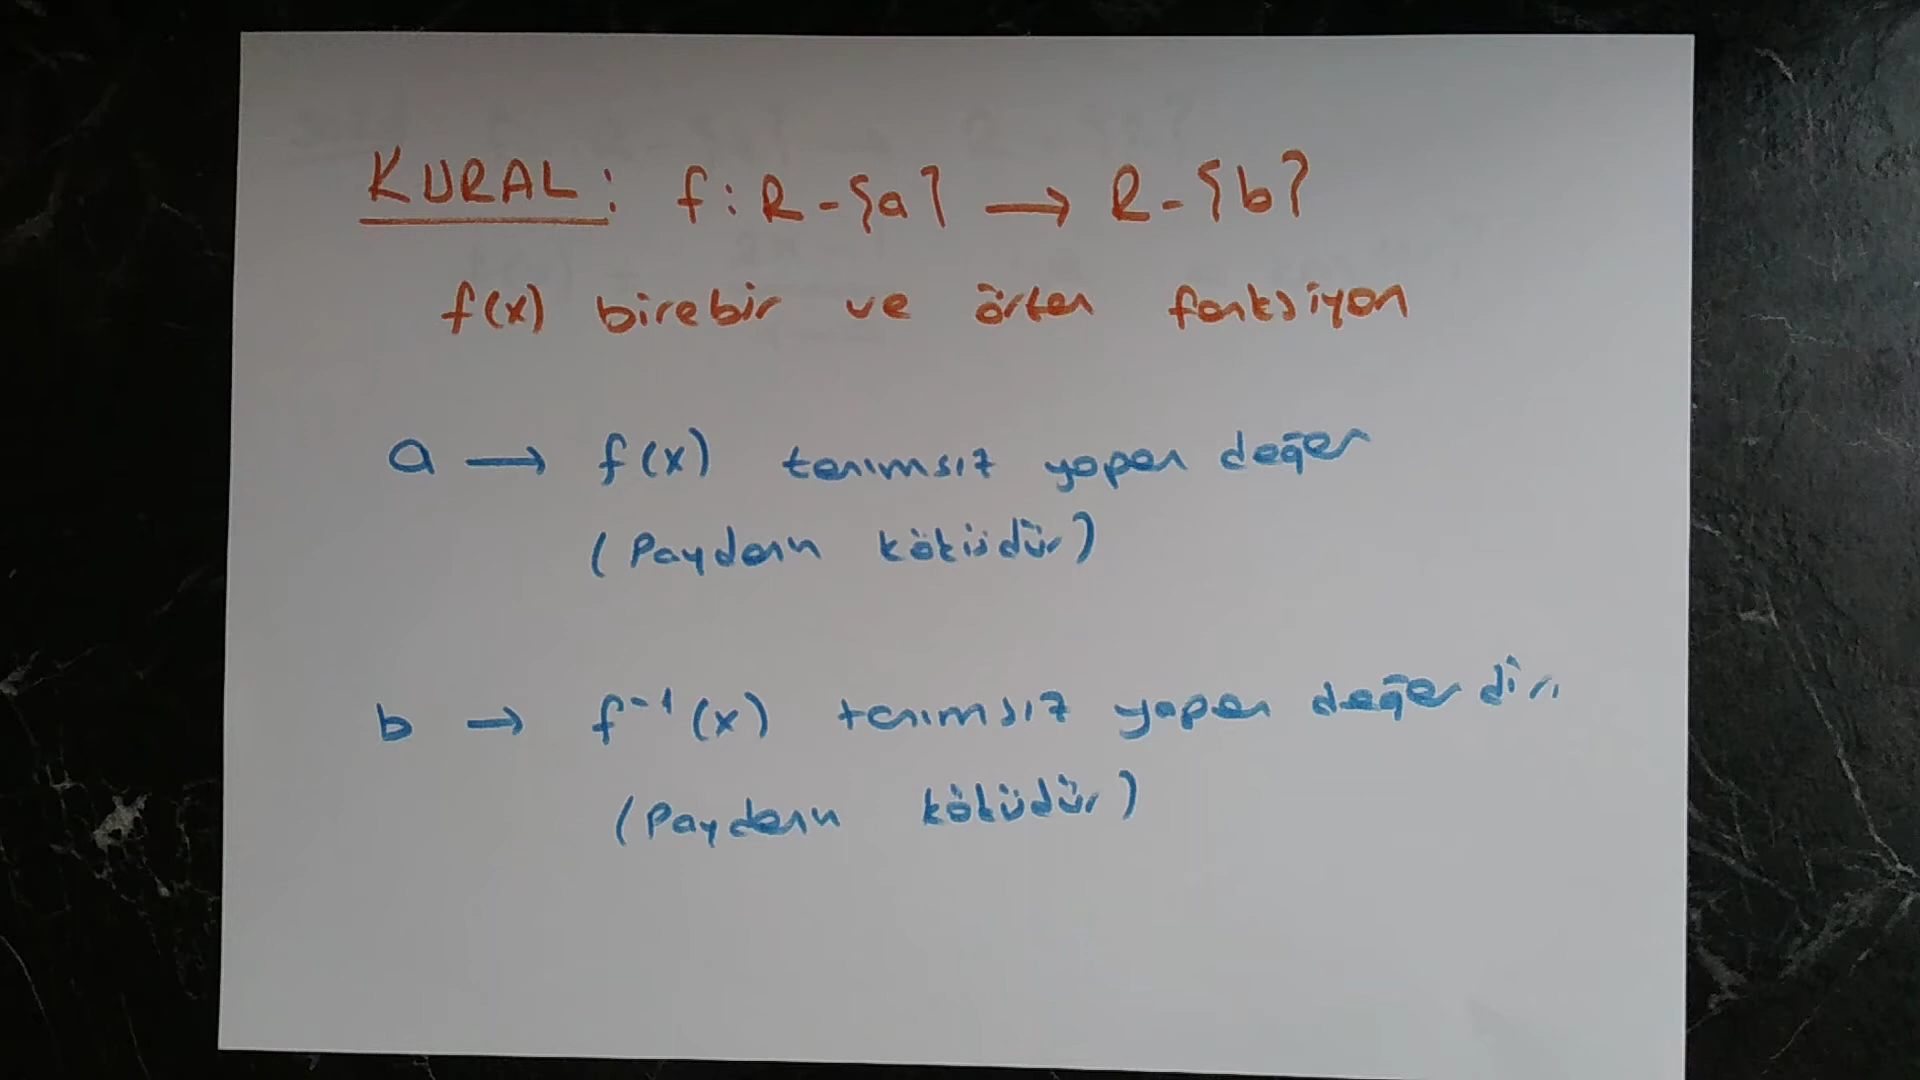 KURAL: f: R-{a} → R-{b}
f(x) birebir ve örten fonksiyon
a → f(x) tanımsız yapan değer
(Paydanın köküdür)
b → f⁻¹(x) tanımsız yapan değerdir.
(Paydanın köküdür)